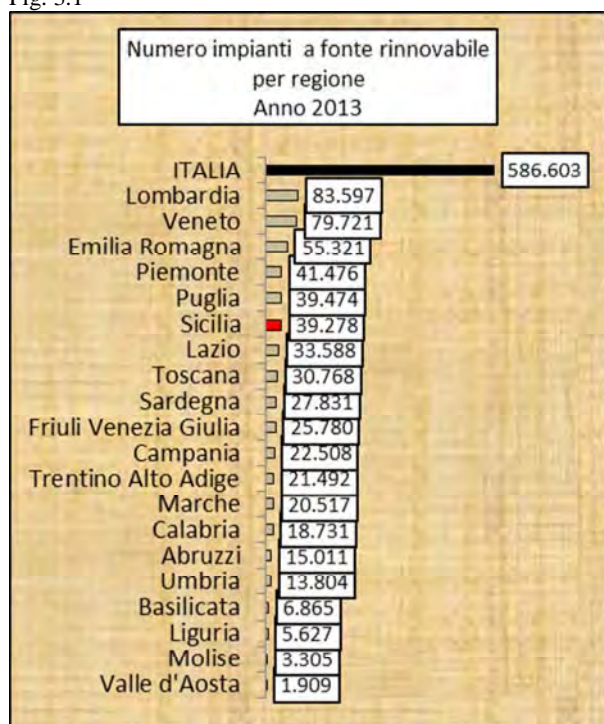 Fig. 3.1
Numero impianti a fonte rinnovabile
per regione
Anno 2013
ITALIA 586.603
Lombardia 83.597
Veneto 79.721
Emilia Romagna 55.321
Piemonte 41.476
Puglia 39.474
Sicilia 39.278
Lazio 33.588
Toscana 30.768
Sardegna 27.831
Friuli Venezia Giulia 25.780
Campania 22.508
Trentino Alto Adige 21.492
Marche 20.517
Calabria 18.731
Abruzzi 15.011
Umbria 13.804
Basilicata 6.865
Liguria 5.627
Molise 3.305
Valle d'Aosta 1.909